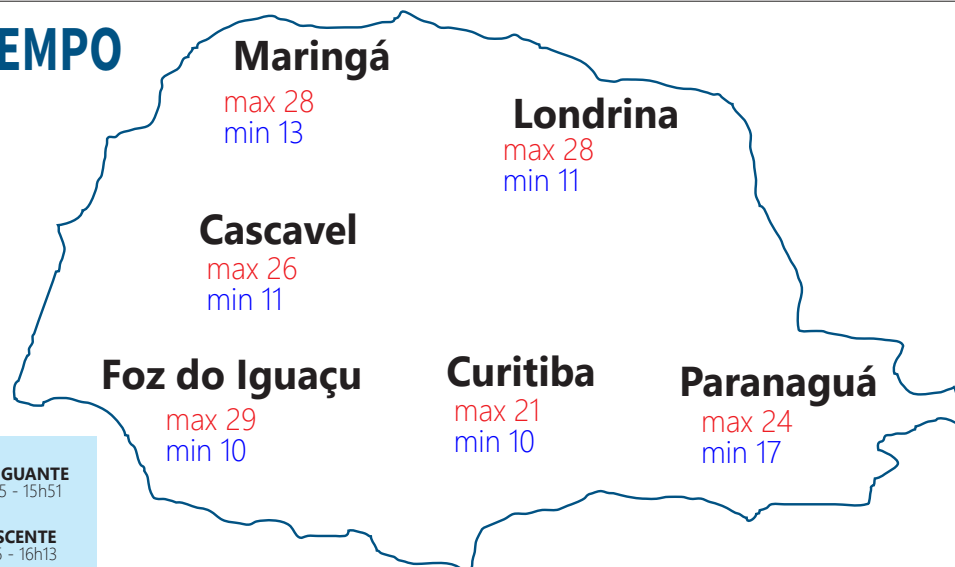 EMPO
Maringá
max 28
min 13
Londrina
max 28
min 11
Cascavel
max 26
min 11
Foz do Iguaçu
max 29
min 10
Curitiba
max 21
min 10
Paranaguá
max 24
min 17
GUANTE
5 - 15h51
SCENTE
5 - 16h13